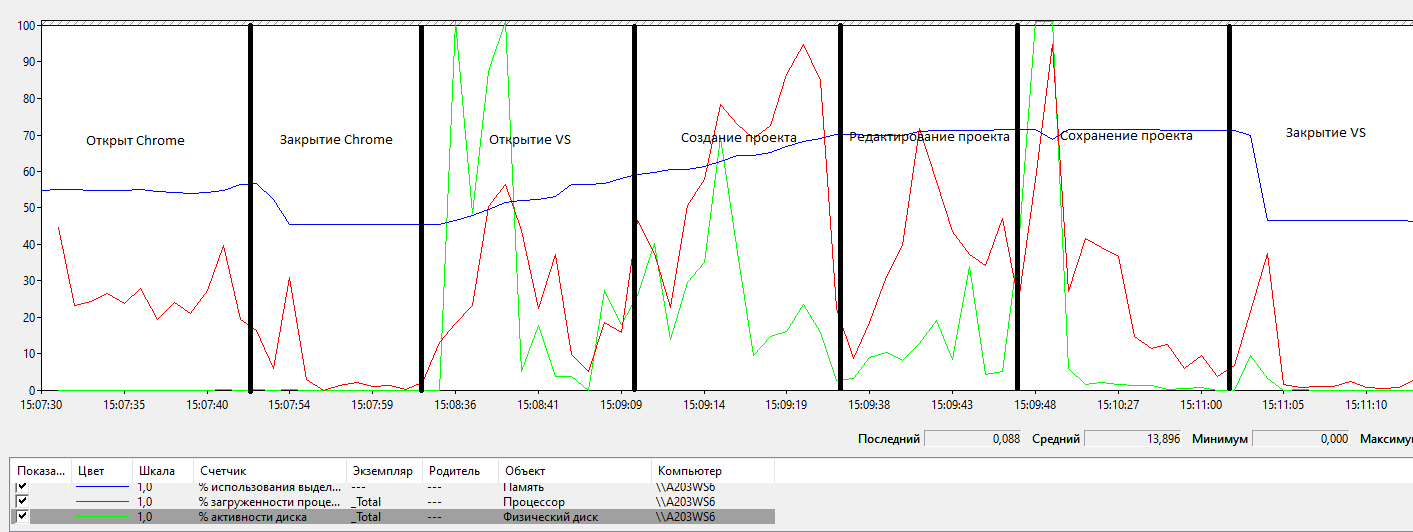 100
90
80
70
60
50
40
30
20
10
0
Открыт Chrome
Закрытие Chrome
Открытие VS
Создание проекта
Редактирование проекта
Сохранение проекта
Закрытие VS
15:07:30 15:07:35 15:07:40 15:07:54 15:07:59 15:08:36 15:08:41 15:09:09 15:09:14 15:09:19 15:09:38 15:09:43 15:09:48 15:10:27 15:11:00 15:11:05 15:11:10
Последний 0,088 Средний 13,896 Минимум 0,000 Максиму
Показа... Цвет Шкала Счетчик Экземпляр Родитель Объект Компьютер
1,0 % использования выдел... --- --- Память \\A203WS6
1,0 % загруженности проце... _Total --- Процессор \\A203WS6
1,0 % активности диска _Total --- Физический диск \\A203WS6